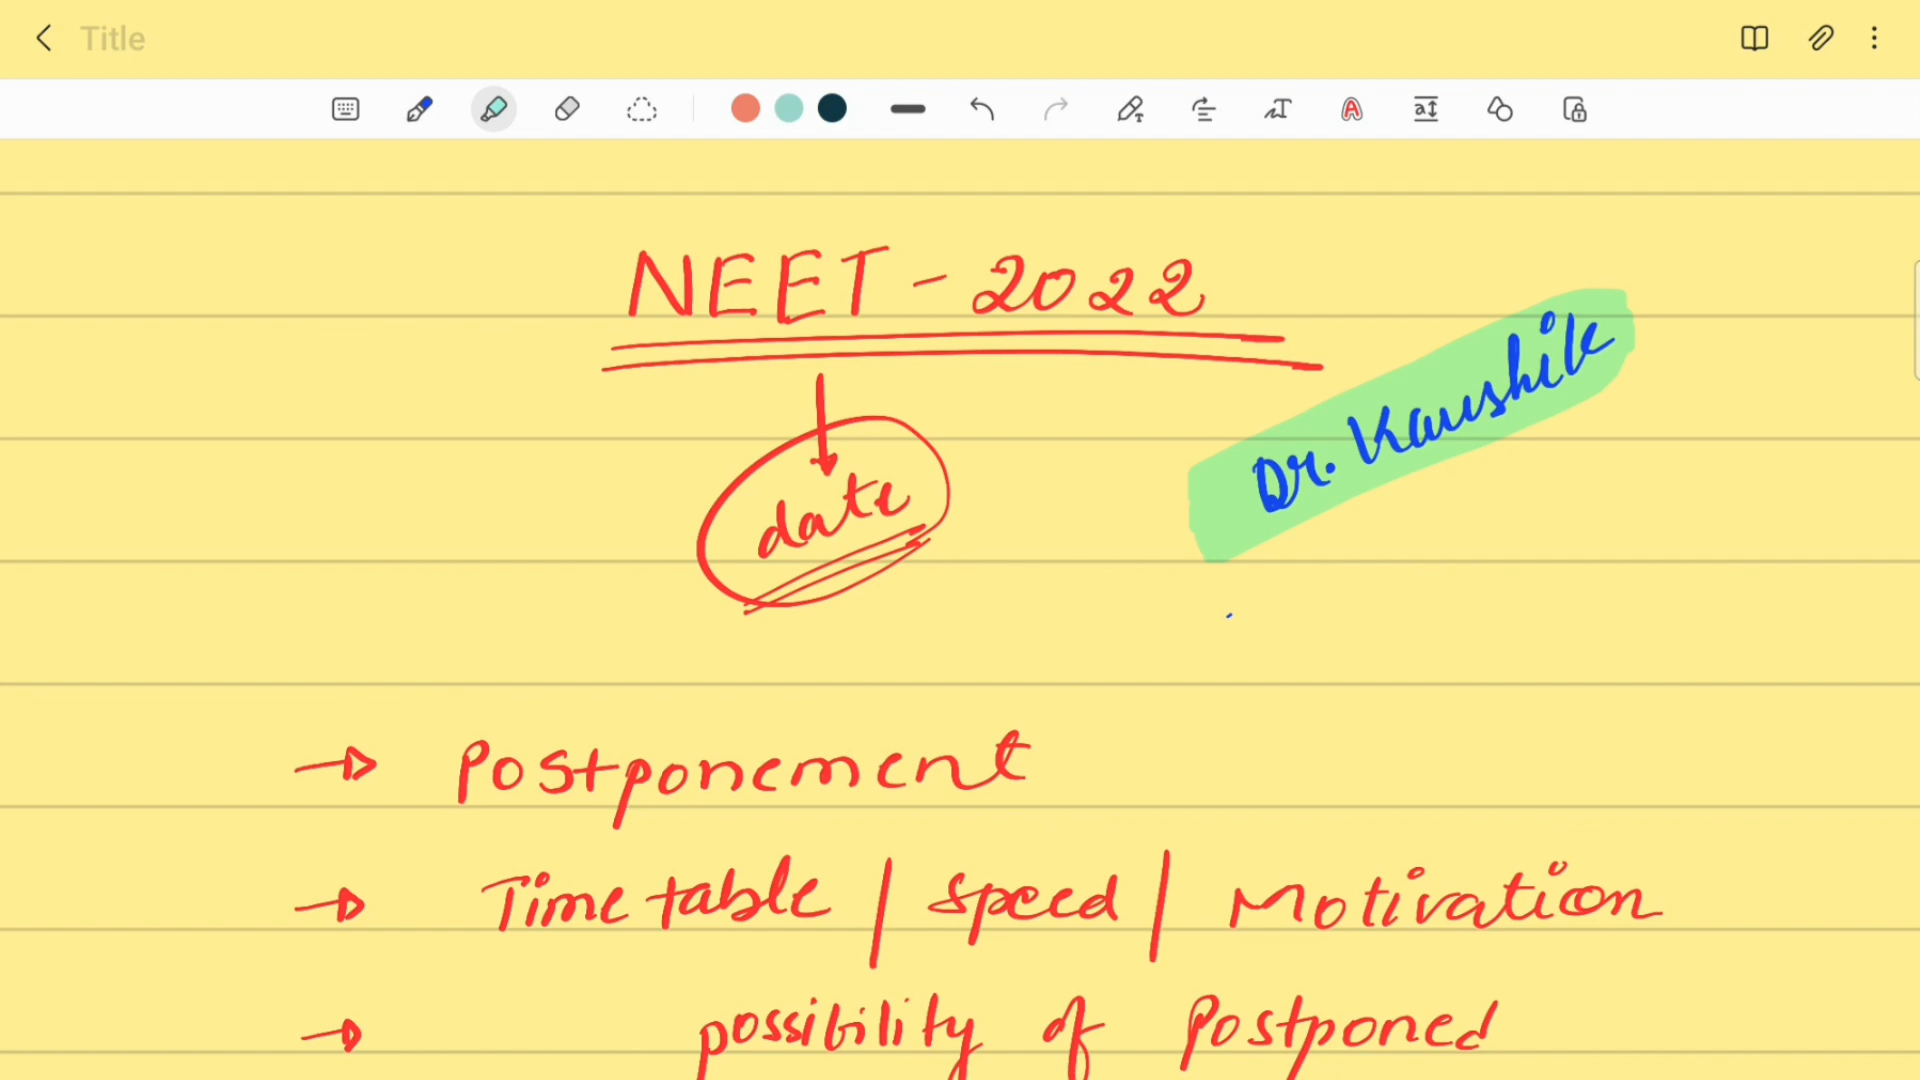 Title
NEET - 2022
Dr. Kaushik
date
→ Postponement
→ Time table / Speed / Motivation
→ possibility of Postponed